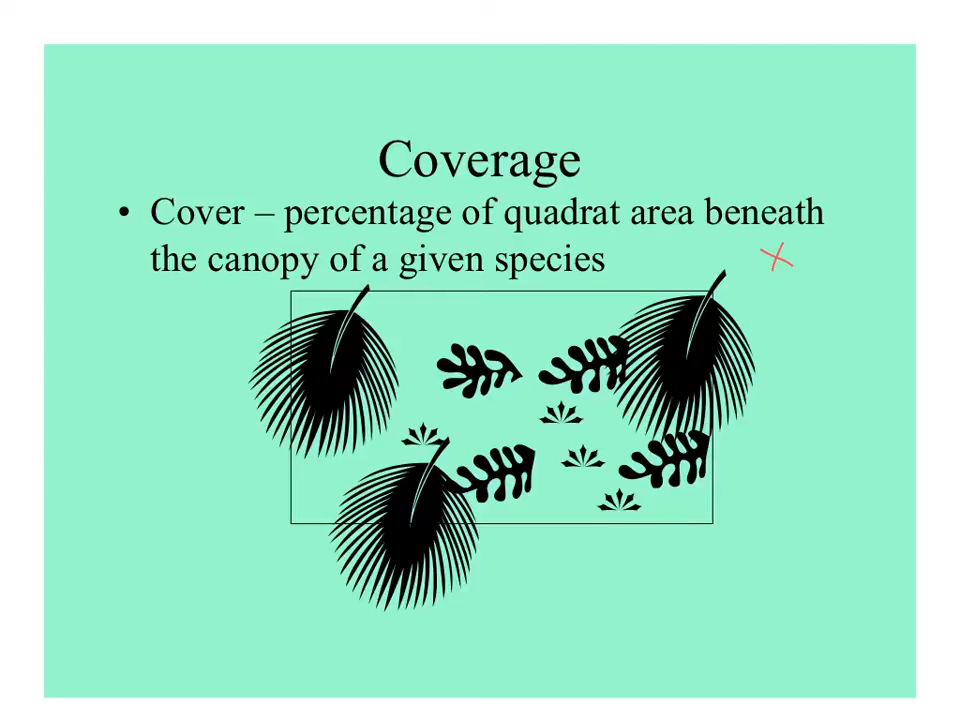 Coverage
• Cover – percentage of quadrat area beneath
the canopy of a given species